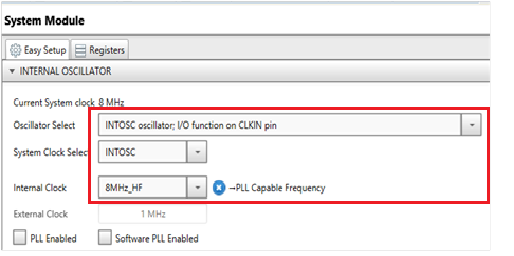 System Module
Easy Setup Registers
▼ INTERNAL OSCILLATOR
Current System clock 8 MHz
Oscillator Select INTOSC oscillator; I/O function on CLKIN pin
System Clock Selec INTOSC
Internal Clock 8MHz_HF →PLL Capable Frequency
External Clock 1 MHz
PLL Enabled Software PLL Enabled